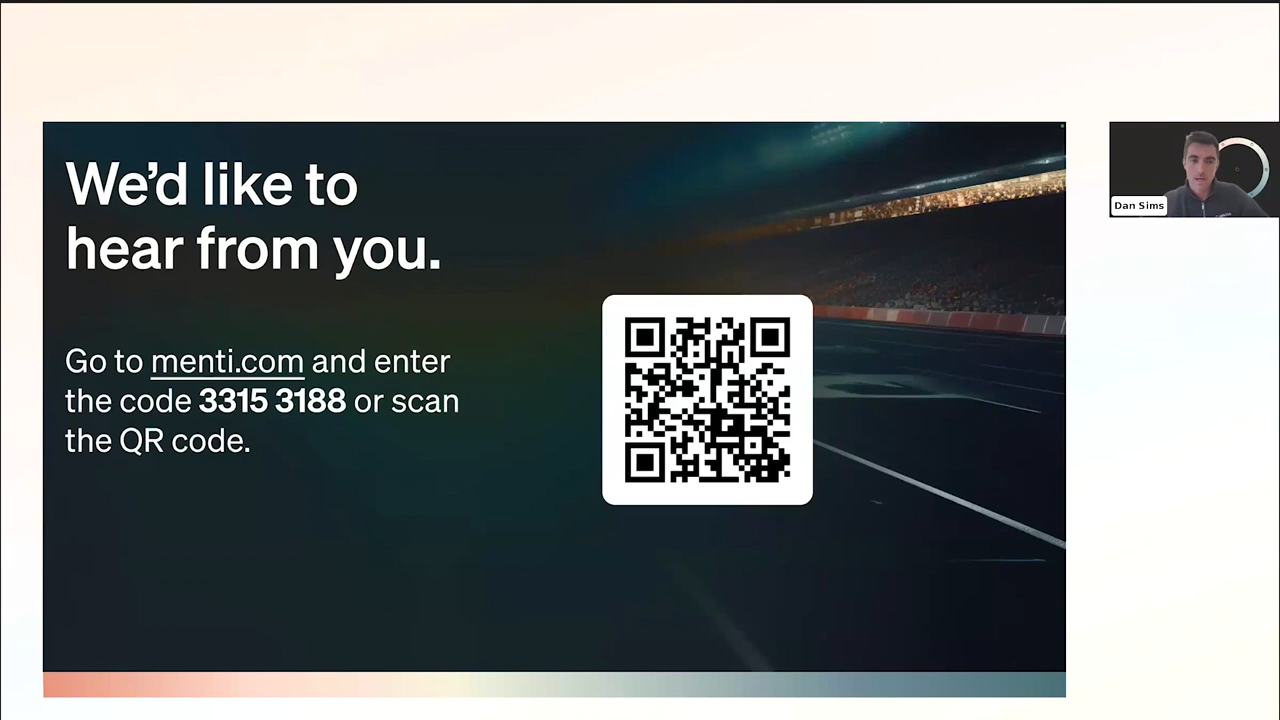 We’d like to
hear from you.
Go to menti.com and enter
the code 3315 3188 or scan
the QR code.
Dan Sims